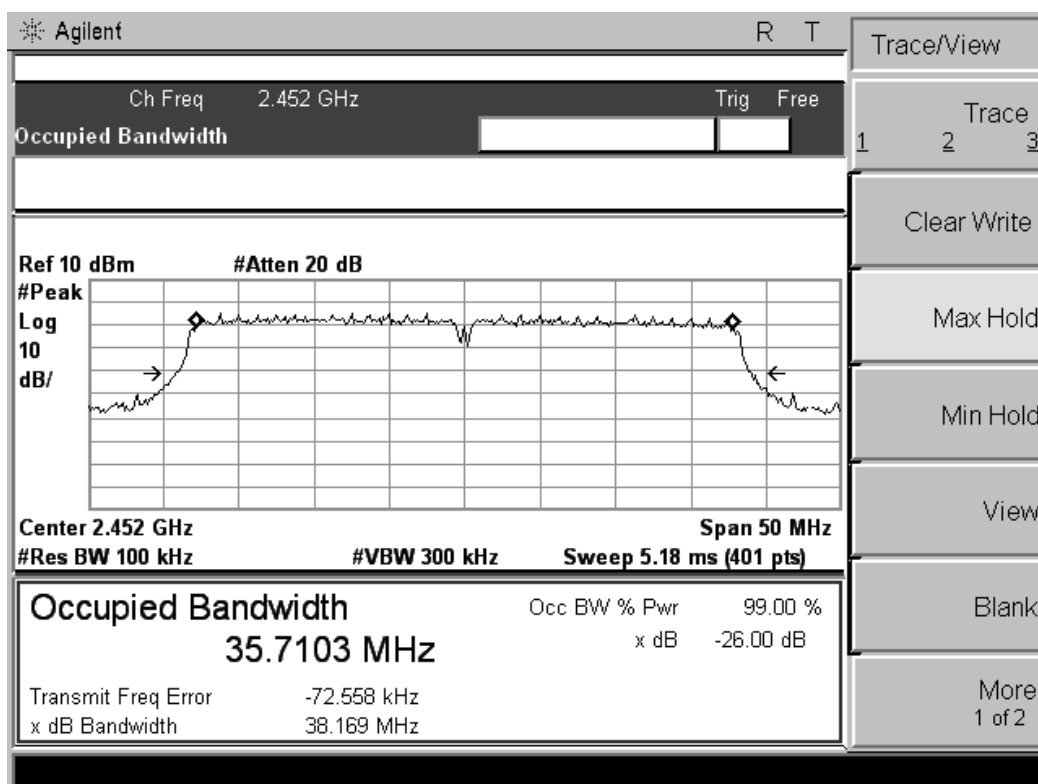 Agilent R T
Trace/View
Ch Freq 2.452 GHz Trig Free
Occupied Bandwidth
Trace
1 2 3
Clear Write
Ref 10 dBm #Atten 20 dB
#Peak
Log
10
dB/
Max Hold
Min Hold
Center 2.452 GHz Span 50 MHz
#Res BW 100 kHz #VBW 300 kHz Sweep 5.18 ms (401 pts)
View
Occupied Bandwidth
35.7103 MHz
Occ BW % Pwr 99.00 %
x dB -26.00 dB
Transmit Freq Error -72.558 kHz
x dB Bandwidth 38.169 MHz
Blank
More
1 of 2